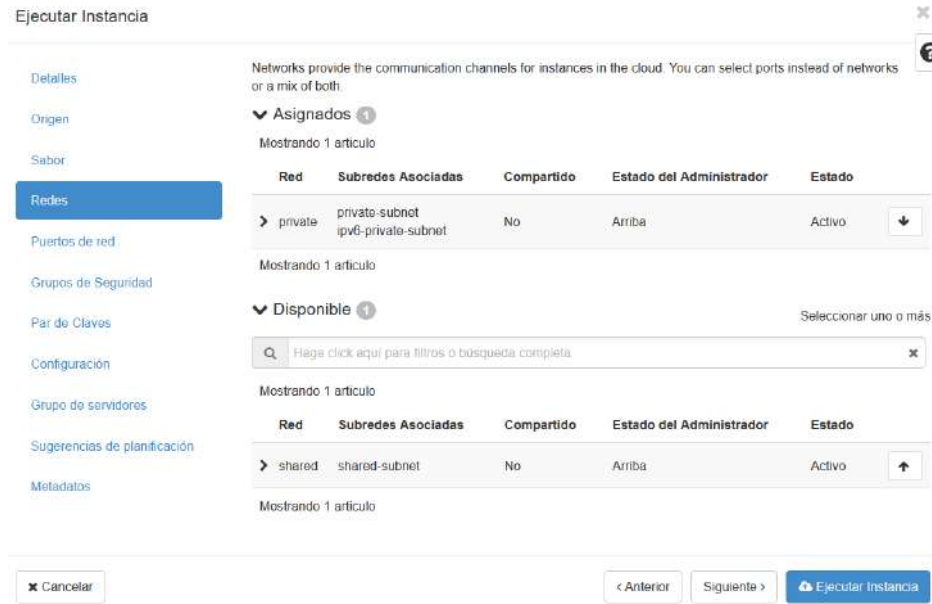 Ejecutar Instancia
Detalles
Origen
Sabor
Redes
Puertos de red
Grupos de Seguridad
Par de Claves
Configuración
Grupo de servidores
Sugerencias de planificación
Metadatos
Networks provide the communication channels for instances in the cloud. You can select ports instead of networks
or a mix of both.
Asignados 1
Mostrando 1 articulo
Red Subredes Asociadas Compartido Estado del Administrador Estado
private private-subnet No Arriba Activo
ipv6-private-subnet
Mostrando 1 articulo
Disponible 1
Seleccionar uno o más
Haga click aquí para filtros o búsqueda completa.
Mostrando 1 articulo
Red Subredes Asociadas Compartido Estado del Administrador Estado
shared shared-subnet No Arriba Activo
Mostrando 1 articulo
Cancelar
< Anterior
Siguiente >
Ejecutar Instancia